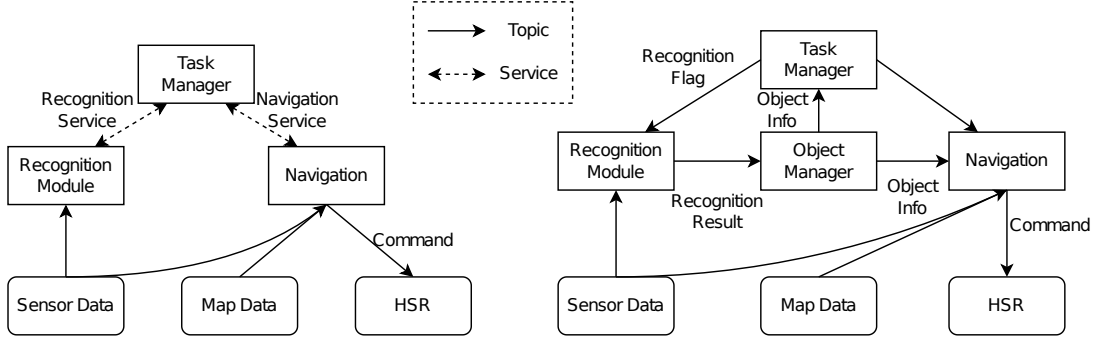 Topic
Service
Task
Manager
Recognition
Service
Navigation
Service
Recognition
Module
Navigation
Command
Sensor Data
Map Data
HSR
Task
Manager
Recognition
Flag
Object
Info
Recognition
Module
Object
Manager
Navigation
Recognition
Result
Object
Info
Command
Sensor Data
Map Data
HSR